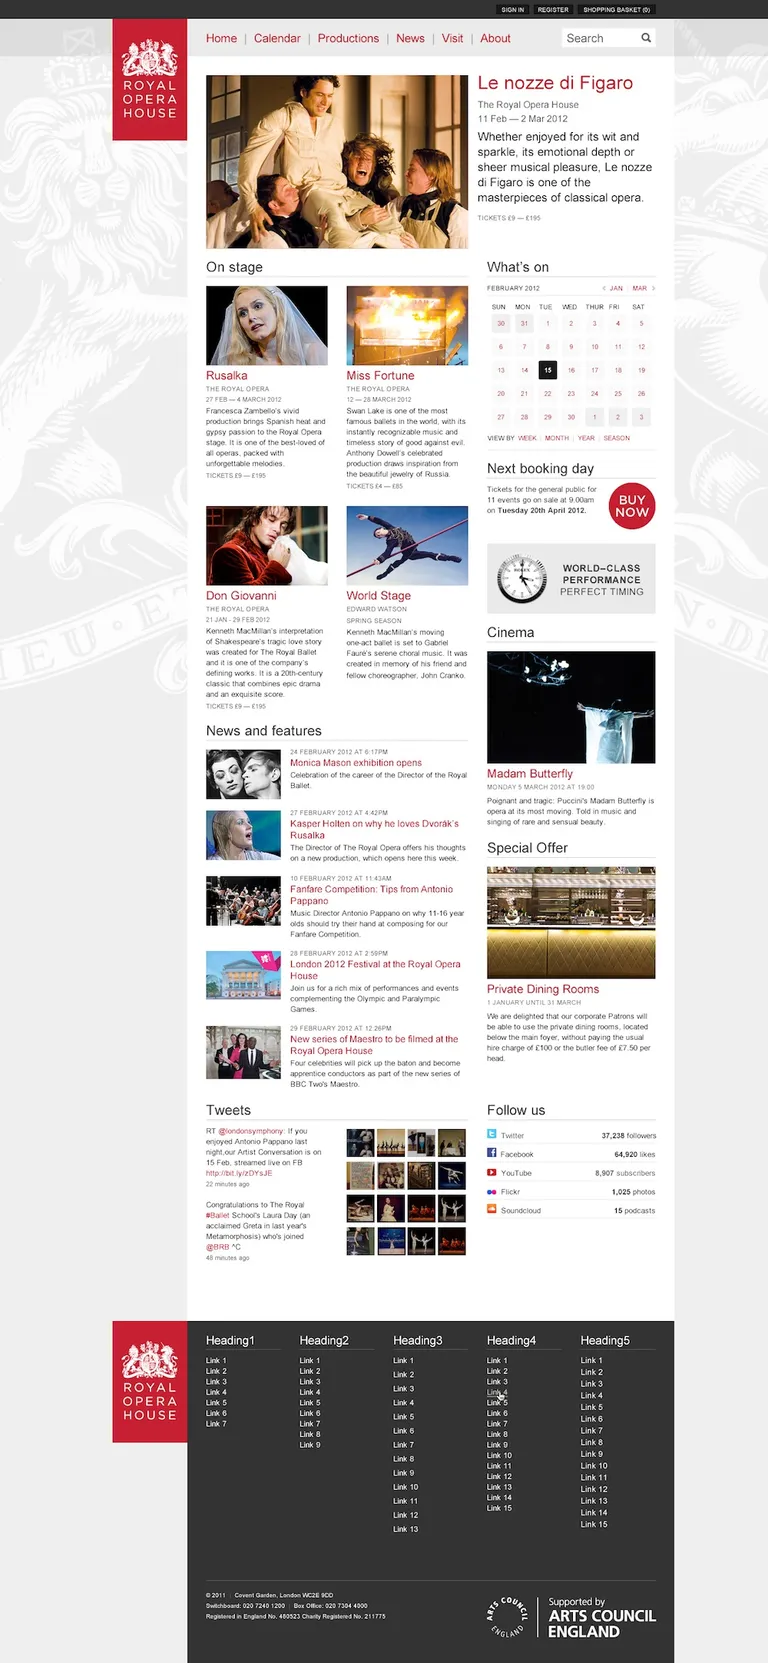 SIGN IN
REGISTER
SHOPPING BASKET (0)
ROYAL
OPERA
HOUSE
Home | Calendar | Productions | News | Visit | About
Search
Le nozze di Figaro
The Royal Opera House
11 Feb — 2 Mar 2012
Whether enjoyed for its wit and
sparkle, its emotional depth or
sheer musical pleasure, Le nozze
di Figaro is one of the
masterpieces of classical opera.
TICKETS £9 — £195
On stage
Rusalka
THE ROYAL OPERA
27 FEB — 4 MARCH 2012
Francesca Zambello's vivid
production brings Spanish heat and
gypsy passion to the Royal Opera
stage. It is one of the best-loved of
all operas, packed with
unforgettable melodies.
TICKETS £9 — £195
Miss Fortune
THE ROYAL OPERA
12 — 28 MARCH 2012
Swan Lake is one of the most
famous ballets in the world, with its
instantly recognizable music and
timeless story of good against evil.
Anthony Dowell's celebrated
production draws inspiration from
the beautiful jewelry of Russia.
TICKETS £4 — £85
Don Giovanni
THE ROYAL OPERA
21 JAN - 29 FEB 2012
Kenneth MacMillan's interpretation
of Shakespeare's tragic love story
was created for The Royal Ballet
and it is one of the company's
defining works. It is a 20th-century
classic that combines epic drama
and an exquisite score.
TICKETS £9 — £195
World Stage
EDWARD WATSON
SPRING SEASON
Kenneth MacMillan's moving
one-act ballet is set to Gabriel
Fauré's serene choral music. It was
created in memory of his friend and
fellow choreographer, John Cranko.
What's on
FEBRUARY 2012
< JAN MAR >
SUN MON TUE WED THUR FRI SAT
30 31 1 2 3 4 5
6 7 8 9 10 11 12
13 14 15 16 17 18 19
20 21 22 23 24 25 26
27 28 29 30 1 2 3
VIEW BY WEEK | MONTH | YEAR | SEASON
Next booking day
Tickets for the general public for
11 events go on sale at 9.00am
on Tuesday 20th April 2012.
BUY
NOW
WORLD–CLASS
PERFORMANCE
PERFECT TIMING
Cinema
Madam Butterfly
MONDAY 5 MARCH 2012 AT 19:00
Poignant and tragic: Puccini's Madam Butterfly is
opera at its most moving. Told in music and
singing of rare and sensual beauty.
Special Offer
Private Dining Rooms
1 JANUARY UNTIL 31 MARCH
We are delighted that our corporate Patrons will
be able to use the private dining rooms, located
below the main foyer, without paying the usual
hire charge of £100 or the butler fee of £7.50 per
head.
News and features
24 FEBRUARY 2012 AT 6:17PM
Monica Mason exhibition opens
Celebration of the career of the Director of the Royal
Ballet.
27 FEBRUARY 2012 AT 4:42PM
Kasper Holten on why he loves Dvorák's
Rusalka
The Director of The Royal Opera offers his thoughts
on a new production, which opens here this week.
10 FEBRUARY 2012 AT 11:43AM
Fanfare Competition: Tips from Antonio
Pappano
Music Director Antonio Pappano on why 11-16 year
olds should try their hand at composing for our
Fanfare Competition.
28 FEBRUARY 2012 AT 2:59PM
London 2012 Festival at the Royal Opera
House
Join us for a rich mix of performances and events
complementing the Olympic and Paralympic
Games.
29 FEBRUARY 2012 AT 12:26PM
New series of Maestro to be filmed at the
Royal Opera House
Four celebrities will pick up the baton and become
apprentice conductors as part of the new series of
BBC Two's Maestro.
Tweets
RT @londonsymphony: If you
enjoyed Antonio Pappano last
night,our Artist Conversation is on
15 Feb, streamed live on FB
http://bit.ly/zDYsJE
22 minutes ago
Congratulations to The Royal
#Ballet School's Laura Day (an
acclaimed Greta in last year's
Metamorphosis) who's joined
@BRB ^C
48 minutes ago
Follow us
Twitter 37,238 followers
Facebook 64,920 likes
YouTube 8,907 subscribers
Flickr 1,025 photos
Soundcloud 15 podcasts
ROYAL
OPERA
HOUSE
Heading1
Link 1
Link 2
Link 3
Link 4
Link 5
Link 6
Link 7
Heading2
Link 1
Link 2
Link 3
Link 4
Link 5
Link 6
Link 7
Link 8
Link 9
Heading3
Link 1
Link 2
Link 3
Link 4
Link 5
Link 6
Link 7
Link 8
Link 9
Link 10
Link 11
Link 12
Link 13
Heading4
Link 1
Link 2
Link 3
Link 4
Link 5
Link 6
Link 7
Link 8
Link 9
Link 10
Link 11
Link 12
Link 13
Link 14
Link 15
Heading5
Link 1
Link 2
Link 3
Link 4
Link 5
Link 6
Link 7
Link 8
Link 9
Link 10
Link 11
Link 12
Link 13
Link 14
Link 15
© 2011 | Covent Garden, London WC2E 9DD
Switchboard: 020 7240 1200 | Box Office: 020 7304 4000
Registered in England No. 480523 Charity Registered No. 211775
ARTS COUNCIL
ENGLAND
Supported by
ARTS COUNCIL
ENGLAND